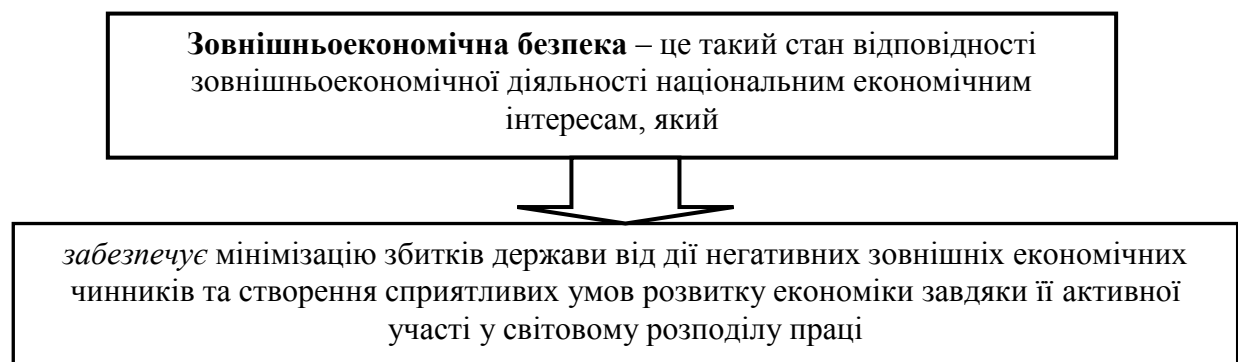 Зовнішньоекономічна безпека – це такий стан відповідності
зовнішньоекономічної діяльності національним економічним
інтересам, який
забезпечує мінімізацію збитків держави від дії негативних зовнішніх економічних
чинників та створення сприятливих умов розвитку економіки завдяки її активної
участі у світовому розподілу праці